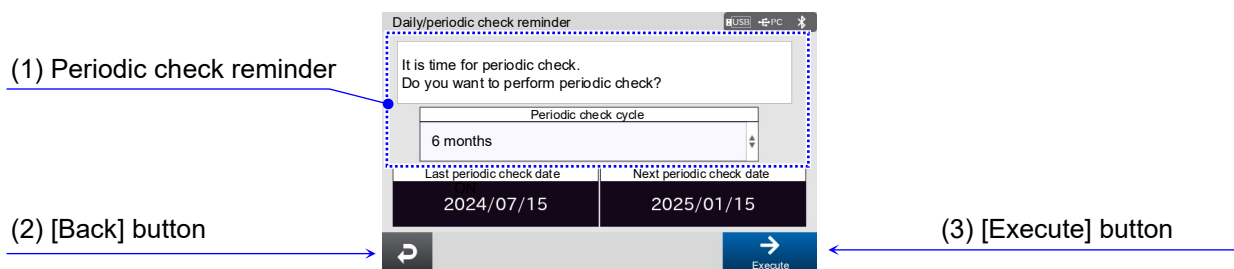 Daily/periodic check reminder
USB PC
(1) Periodic check reminder
It is time for periodic check.
Do you want to perform periodic check?
Periodic check cycle
6 months
Last periodic check date
Next periodic check date
ON
2024/07/15
2025/01/15
(2) [Back] button
(3) [Execute] button
Execute